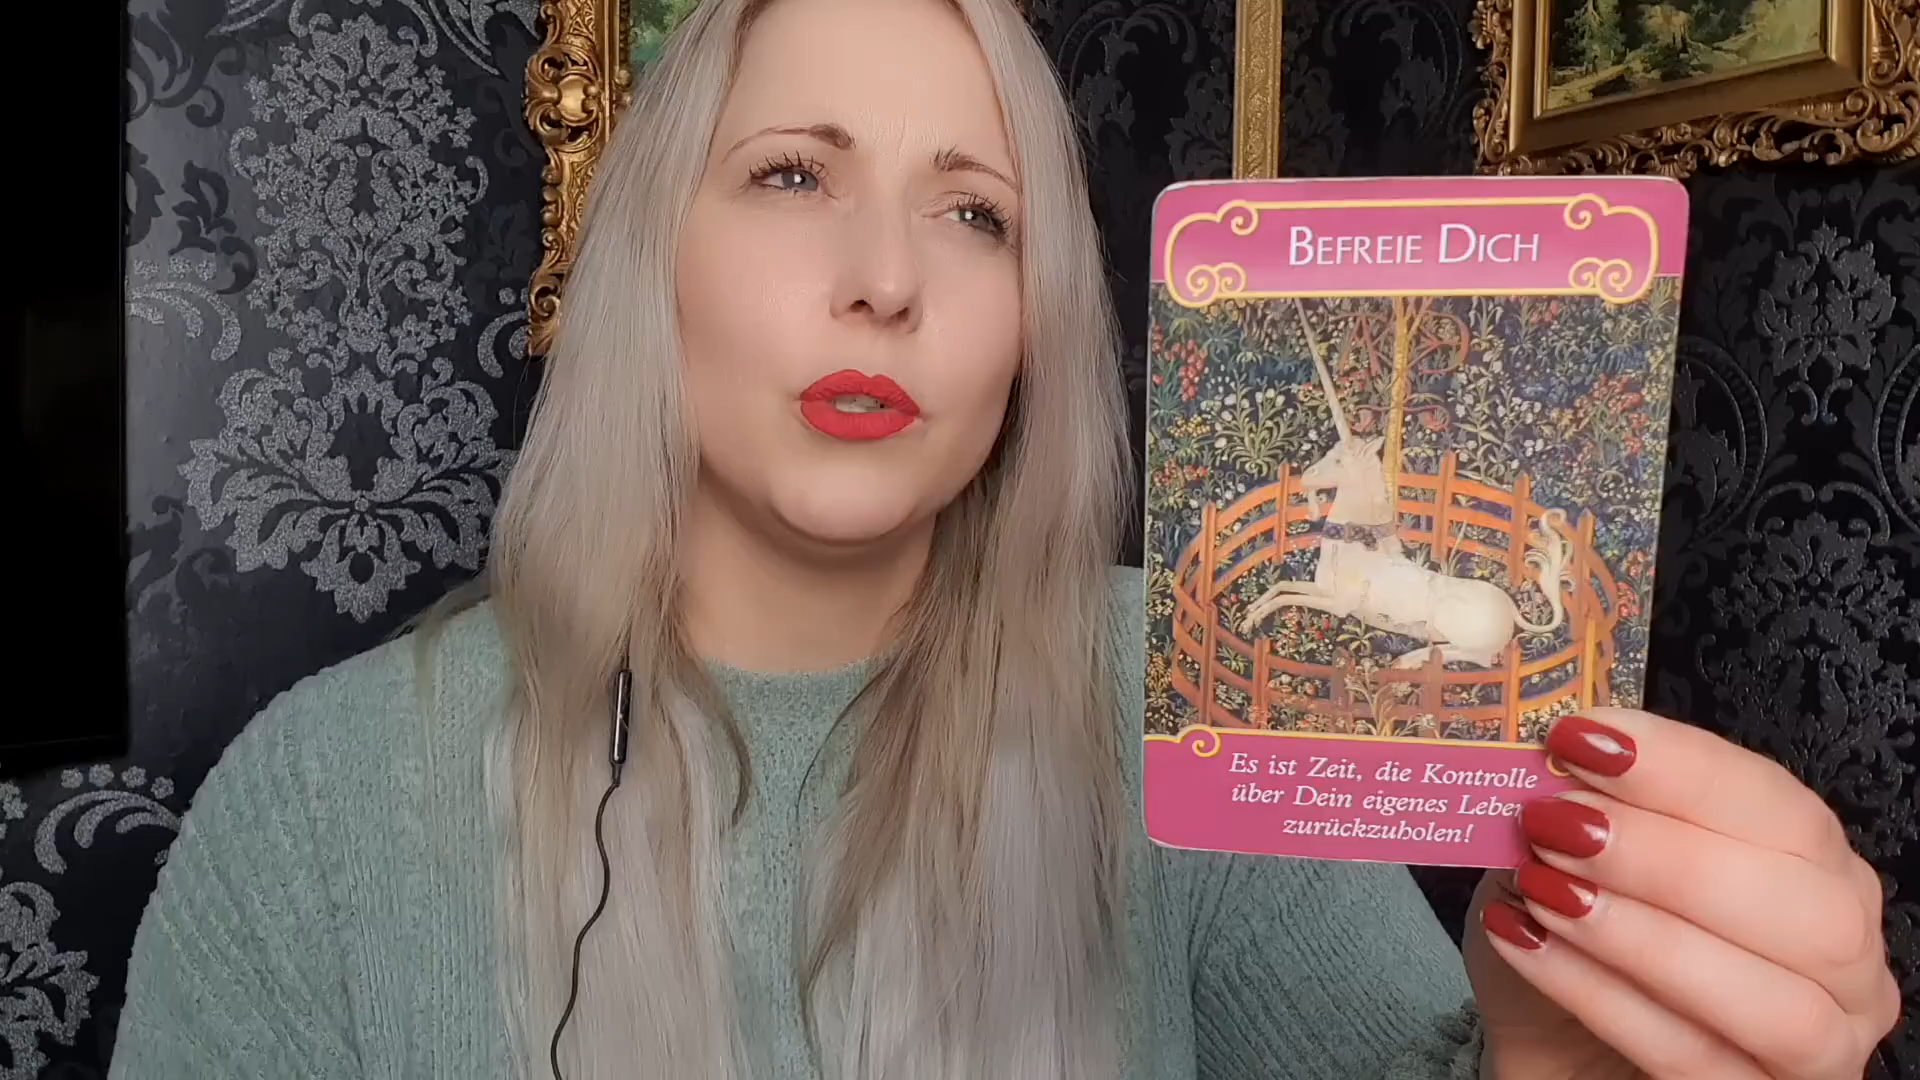 BEFREIE DICH
Es ist Zeit, die Kontrolle
über Dein eigenes Leben
zurückzuholen!